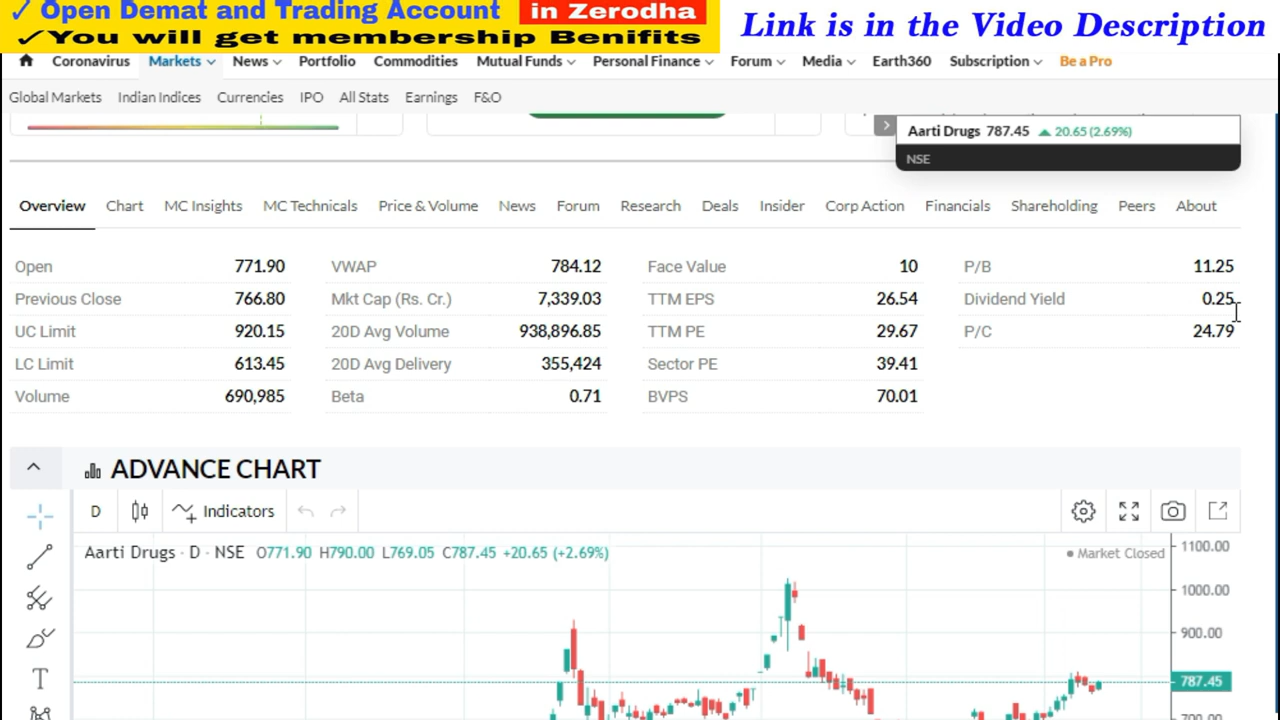 ✓ Open Demat and Trading Account in Zerodha
✓You will get membership Benifits
Link is in the Video Description
Coronavirus Markets News Portfolio Commodities Mutual Funds Personal Finance Forum Media Earth360 Subscription Be a Pro
Global Markets Indian Indices Currencies IPO All Stats Earnings F&O
Aarti Drugs 787.45 ▲ 20.65 (2.69%)
NSE
Overview Chart MC Insights MC Technicals Price & Volume News Forum Research Deals Insider Corp Action Financials Shareholding Peers About
Open 771.90 VWAP 784.12 Face Value 10 P/B 11.25
Previous Close 766.80 Mkt Cap (Rs. Cr.) 7,339.03 TTM EPS 26.54 Dividend Yield 0.25
UC Limit 920.15 20D Avg Volume 938,896.85 TTM PE 29.67 P/C 24.79
LC Limit 613.45 20D Avg Delivery 355,424 Sector PE 39.41
Volume 690,985 Beta 0.71 BVPS 70.01
ADVANCE CHART
D Indicators
Aarti Drugs · D · NSE O771.90 H790.00 L769.05 C787.45 +20.65 (+2.69%) Market Closed
1100.00
1000.00
900.00
787.45
T